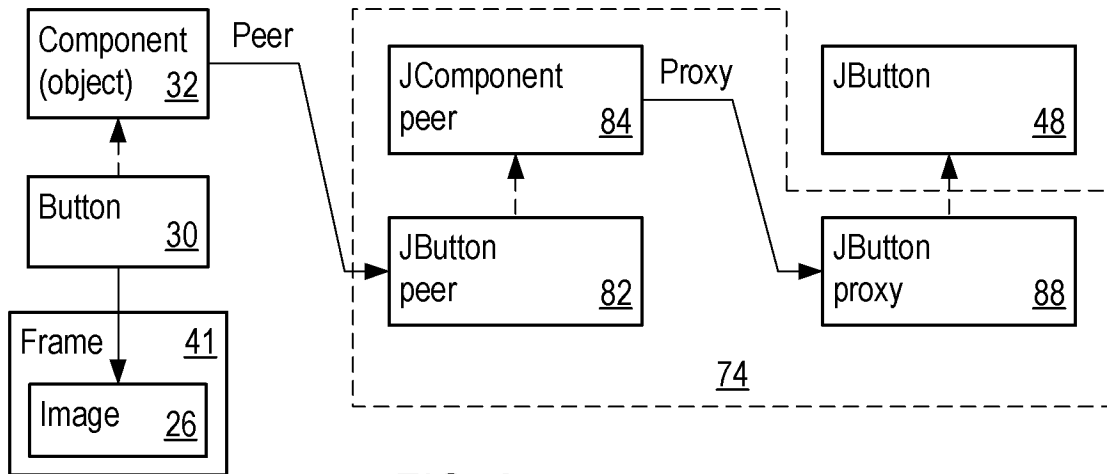 Component
(object) 32
Peer
JComponent
peer 84
Proxy
JButton
48
Button
30
JButton
peer 82
JButton
proxy 88
Frame 41
Image 26
74